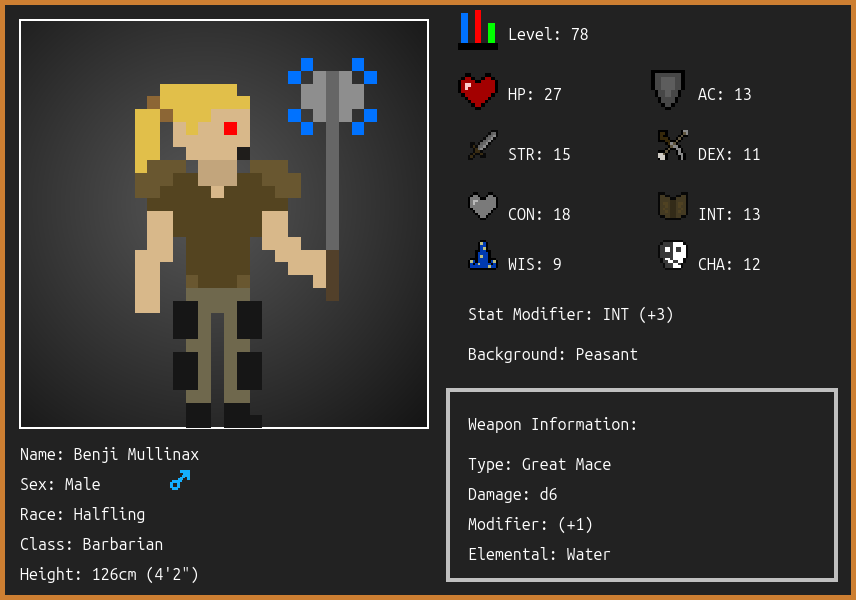 Level: 78
HP: 27
AC: 13
STR: 15
DEX: 11
CON: 18
INT: 13
WIS: 9
CHA: 12
Stat Modifier: INT (+3)
Background: Peasant
Weapon Information:
Type: Great Mace
Damage: d6
Modifier: (+1)
Elemental: Water
Name: Benji Mullinax
Sex: Male
Race: Halfling
Class: Barbarian
Height: 126cm (4'2")